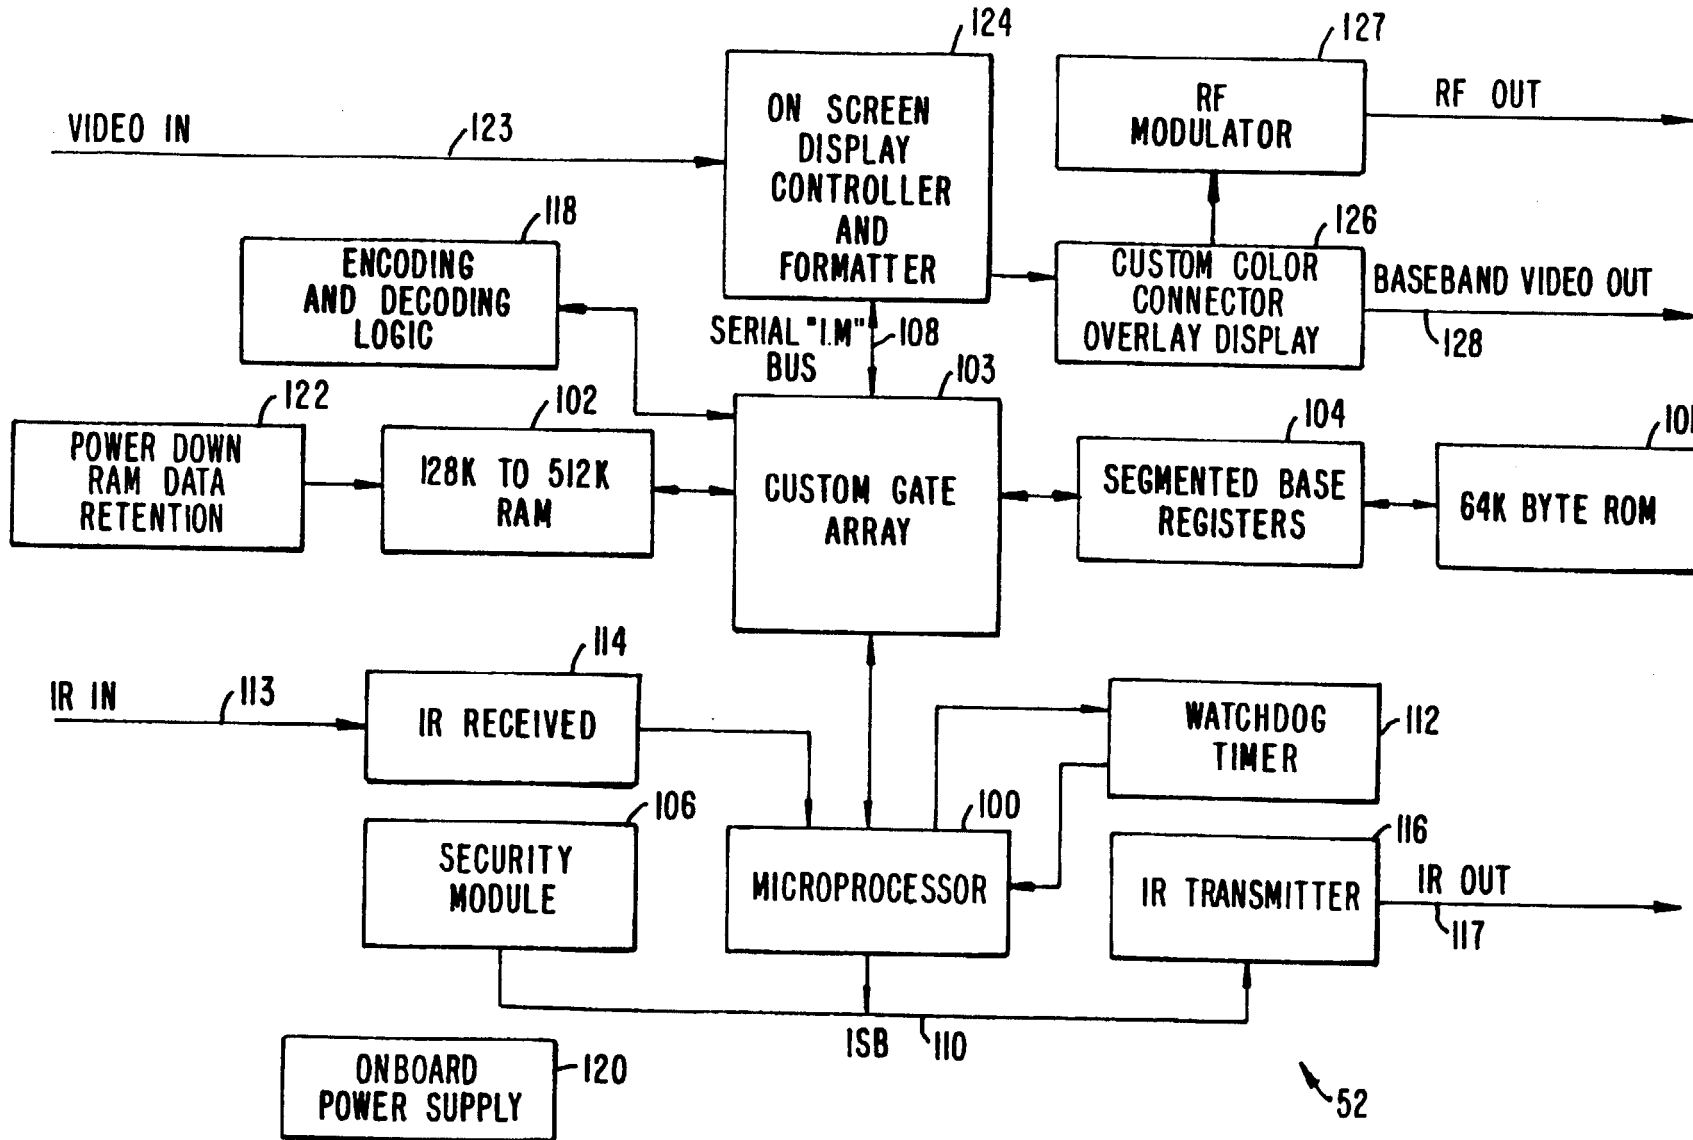 124
127
ON SCREEN
DISPLAY
CONTROLLER
AND
FORMATTER
RF
MODULATOR
RF OUT
VIDEO IN
123
118
ENCODING
AND DECODING
LOGIC
126
CUSTOM COLOR
CONNECTOR
OVERLAY DISPLAY
BASEBAND VIDEO OUT
128
SERIAL "I.M"
BUS
108
103
122
POWER DOWN
RAM DATA
RETENTION
102
128K TO 512K
RAM
CUSTOM GATE
ARRAY
104
SEGMENTED BASE
REGISTERS
101
64K BYTE ROM
IR IN
113
114
IR RECEIVED
WATCHDOG
TIMER
112
106
SECURITY
MODULE
100
MICROPROCESSOR
116
IR TRANSMITTER
IR OUT
117
ISB
110
ONBOARD
POWER SUPPLY
120
52